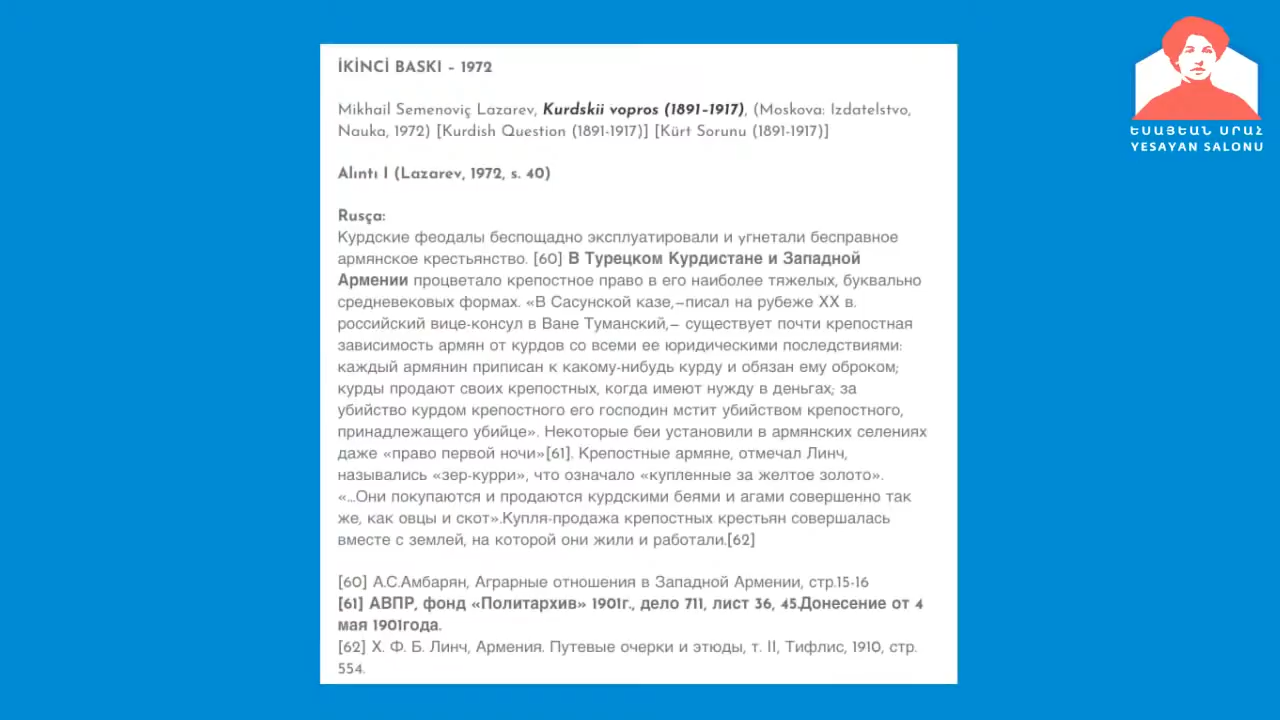 İKİNCİ BASKI – 1972
Mikhail Semenoviç Lazarev, Kurdskii vopros (1891–1917), (Moskova: Izdatelstvo,
Nauka, 1972) [Kurdish Question (1891-1917)] [Kürt Sorunu (1891-1917)]
Alıntı I (Lazarev, 1972, s. 40)
Rusça:
Курдские феодалы беспощадно эксплуатировали и yгнетали бесправное
армянское крестьянство. [60] В Турецком Курдистане и Западной
Армении процветало крепостное право в его наиболее тяжелых, буквально
средневековых формах. «В Сасунской казе,–писал на рубеже XX в.
российский вице-консул в Ване Туманский,– существует почти крепостная
зависимость армян от курдов со всеми ее юридическими последствиями:
каждый армянин приписан к какому-нибудь курду и обязан ему оброком;
курды продают своих крепостных, когда имеют нужду в деньгах; за
убийство курдом крепостного его господин мстит убийством крепостного,
принадлежащего убийце». Некоторые беи установили в армянских селениях
даже «право первой ночи»[61]. Крепостные армяне, отмечал Линч,
назывались «зер-курри», что означало «купленные за желтое золото».
«...Они покупаются и продаются курдскими беями и агами совершенно так
же, как овцы и скот».Купля-продажа крепостных крестьян совершалась
вместе с землей, на которой они жили и работали.[62]
[60] А.С.Амбарян, Аграрные отношения в Западной Армении, стр.15-16
[61] АВПР, фонд «Политархив» 1901г., дело 711, лист 36, 45.Донесение от 4
мая 1901года.
[62] Х. Ф. Б. Линч, Армения. Путевые очерки и этюды, т. II, Тифлис, 1910, стр.
554.
ԵՍԱՅԵԱՆ ՍՐԱՀ
YESAYAN SALONU